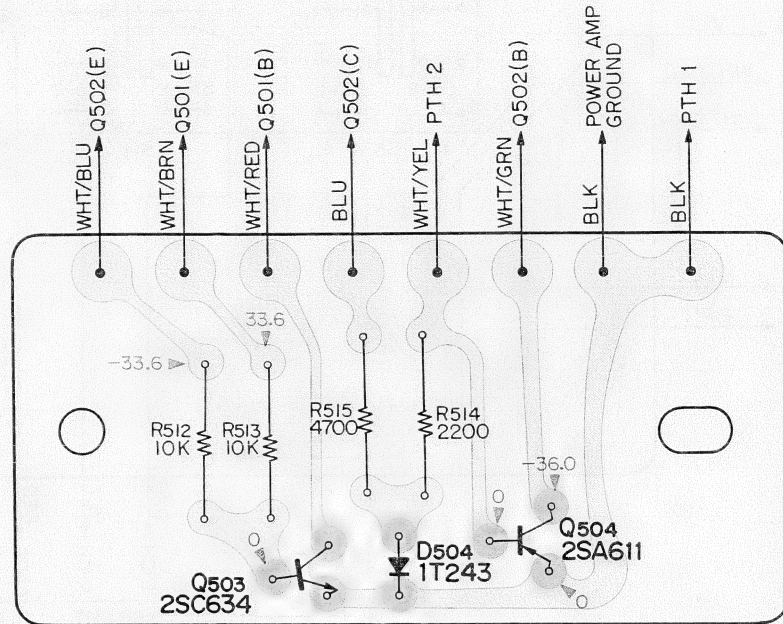 Q502(E)
Q501(E)
Q501(B)
Q502(C)
PTH 2
Q502(B)
POWER AMP
GROUND
PTH 1
WHT/BLU
WHT/BRN
WHT/RED
BLU
WHT/YEL
WHT/GRN
BLK
BLK
33.6
-33.6
R512
10K
R513
10K
R515
4700
R514
2200
-36.0
0
0
Q503
2SC634
D504
1T243
Q504
2SA611
0